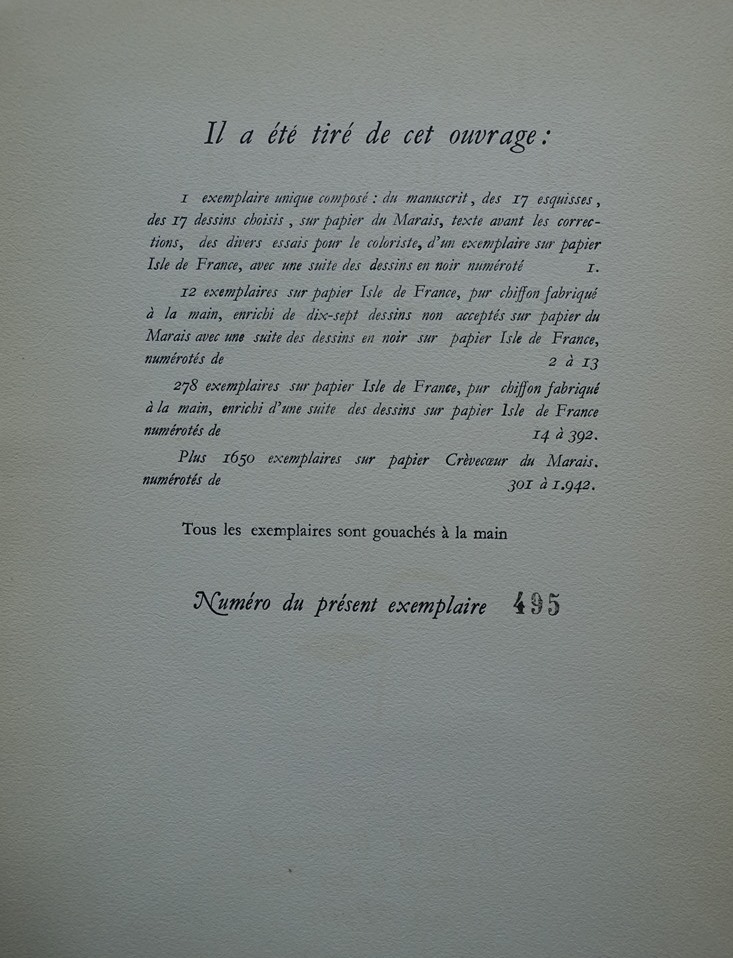 Il a été tiré de cet ouvrage :
1 exemplaire unique composé : du manuscrit, des 17 esquisses,
des 17 dessins choisis, sur papier du Marais, texte avant les correc-
tions, des divers essais pour le coloriste, d'un exemplaire sur papier
Isle de France, avec une suite des dessins en noir numéroté 1.
12 exemplaires sur papier Isle de France, pur chiffon fabriqué
à la main, enrichi de dix-sept dessins non acceptés sur papier du
Marais avec une suite des dessins en noir sur papier Isle de France,
numérotés de 2 à 13
278 exemplaires sur papier Isle de France, pur chiffon fabriqué
à la main, enrichi d'une suite des dessins sur papier Isle de France
numérotés de 14 à 392.
Plus 1650 exemplaires sur papier Crèvecœur du Marais.
numérotés de 301 à 1.942.
Tous les exemplaires sont gouachés à la main
Numéro du présent exemplaire 495